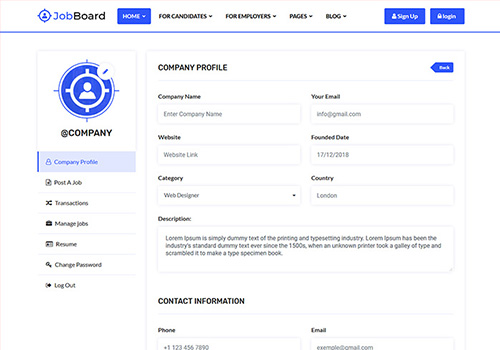 JobBoard
HOME FOR CANDIDATES FOR EMPLOYERS PAGES BLOG Sign Up login
@COMPANY
Company Profile
Post A Job
Transactions
Manage Jobs
Resume
Change Password
Log Out
COMPANY PROFILE Back
Company Name Your Email
Enter Company Name info@gmail.com
Website Founded Date
Website Link 17/12/2018
Category Country
Web Designer London
Description:
Lorem Ipsum is simply dummy text of the printing and typesetting industry. Lorem Ipsum has been the
industry's standard dummy text ever since the 1500s, when an unknown printer took a galley of type and
scrambled it to make a type specimen book.
CONTACT INFORMATION
Phone Email
+1 123 456 7890 exemple@gmail.com